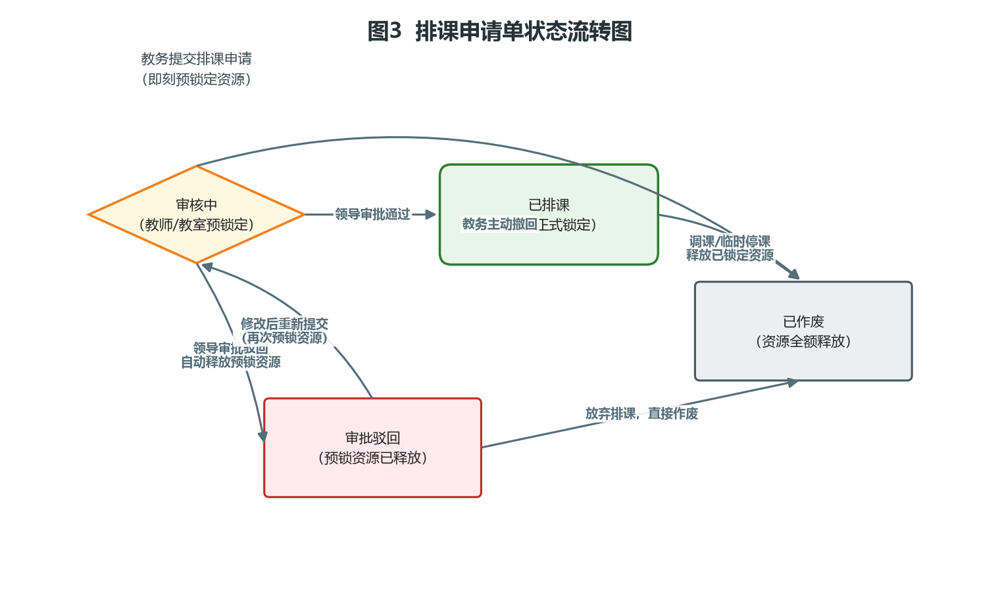 图3 排课申请单状态流转图
教务提交排课申请
（即刻预锁定资源）
审核中
（教师/教室预锁定）
领导审批通过
已排课
教务主动撤回
正式锁定）
调课/临时停课
释放已锁定资源
已作废
（资源全额释放）
修改后重新提交
（再次预锁资源）
领导审批驳回
自动释放预锁资源
放弃排课，直接作废
审批驳回
（预锁资源已释放）